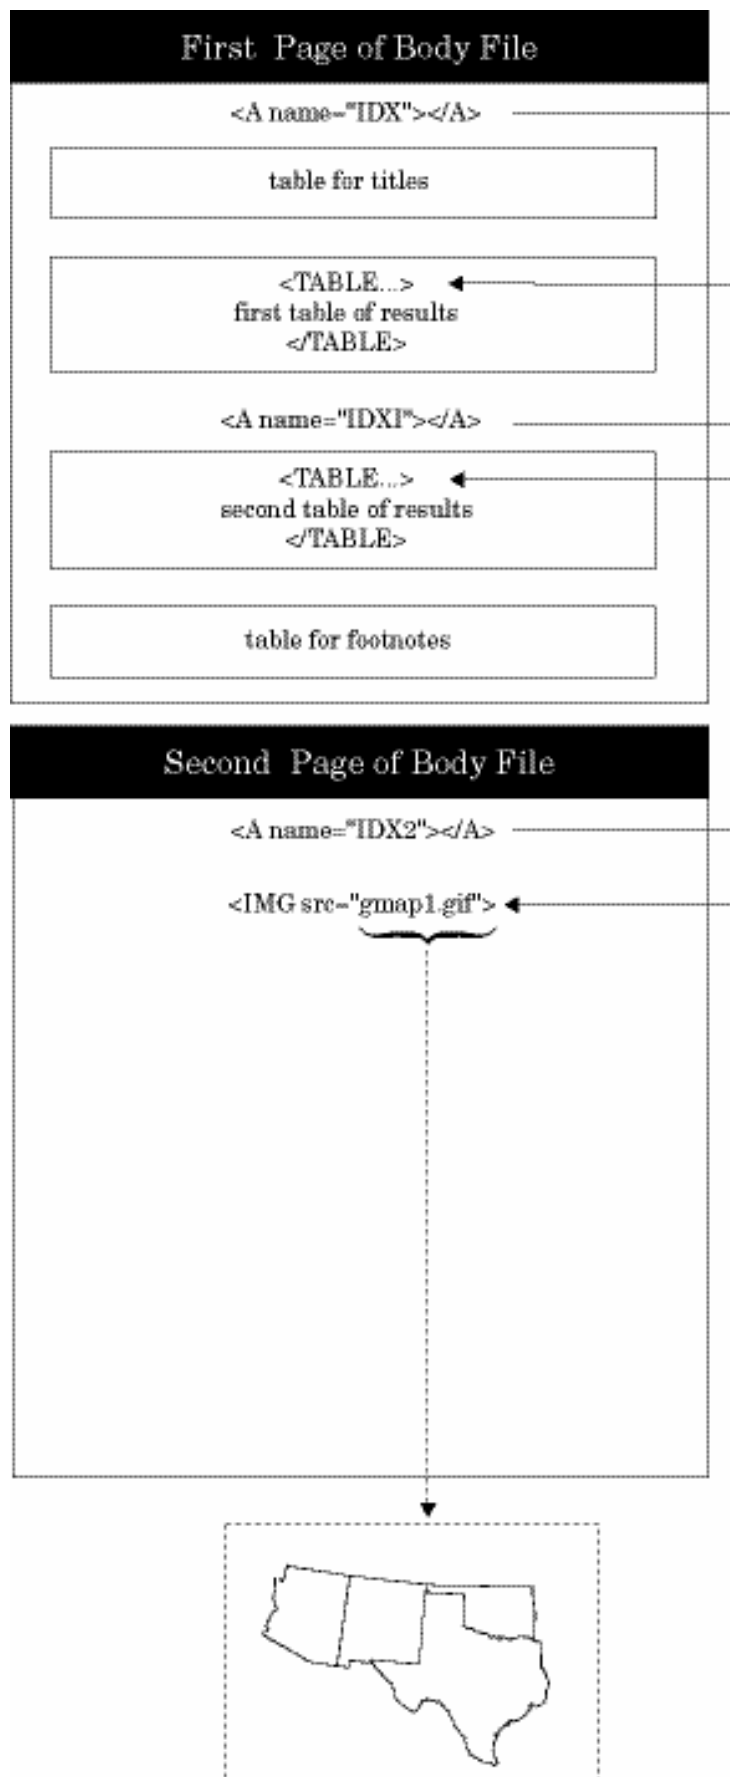 First Page of Body File
<A name="IDX"></A>
table for titles
<TABLE...>
first table of results
</TABLE>
<A name="IDX1"></A>
<TABLE...>
second table of results
</TABLE>
table for footnotes
Second Page of Body File
<A name="IDX2"></A>
<IMG src="gmap1.gif">